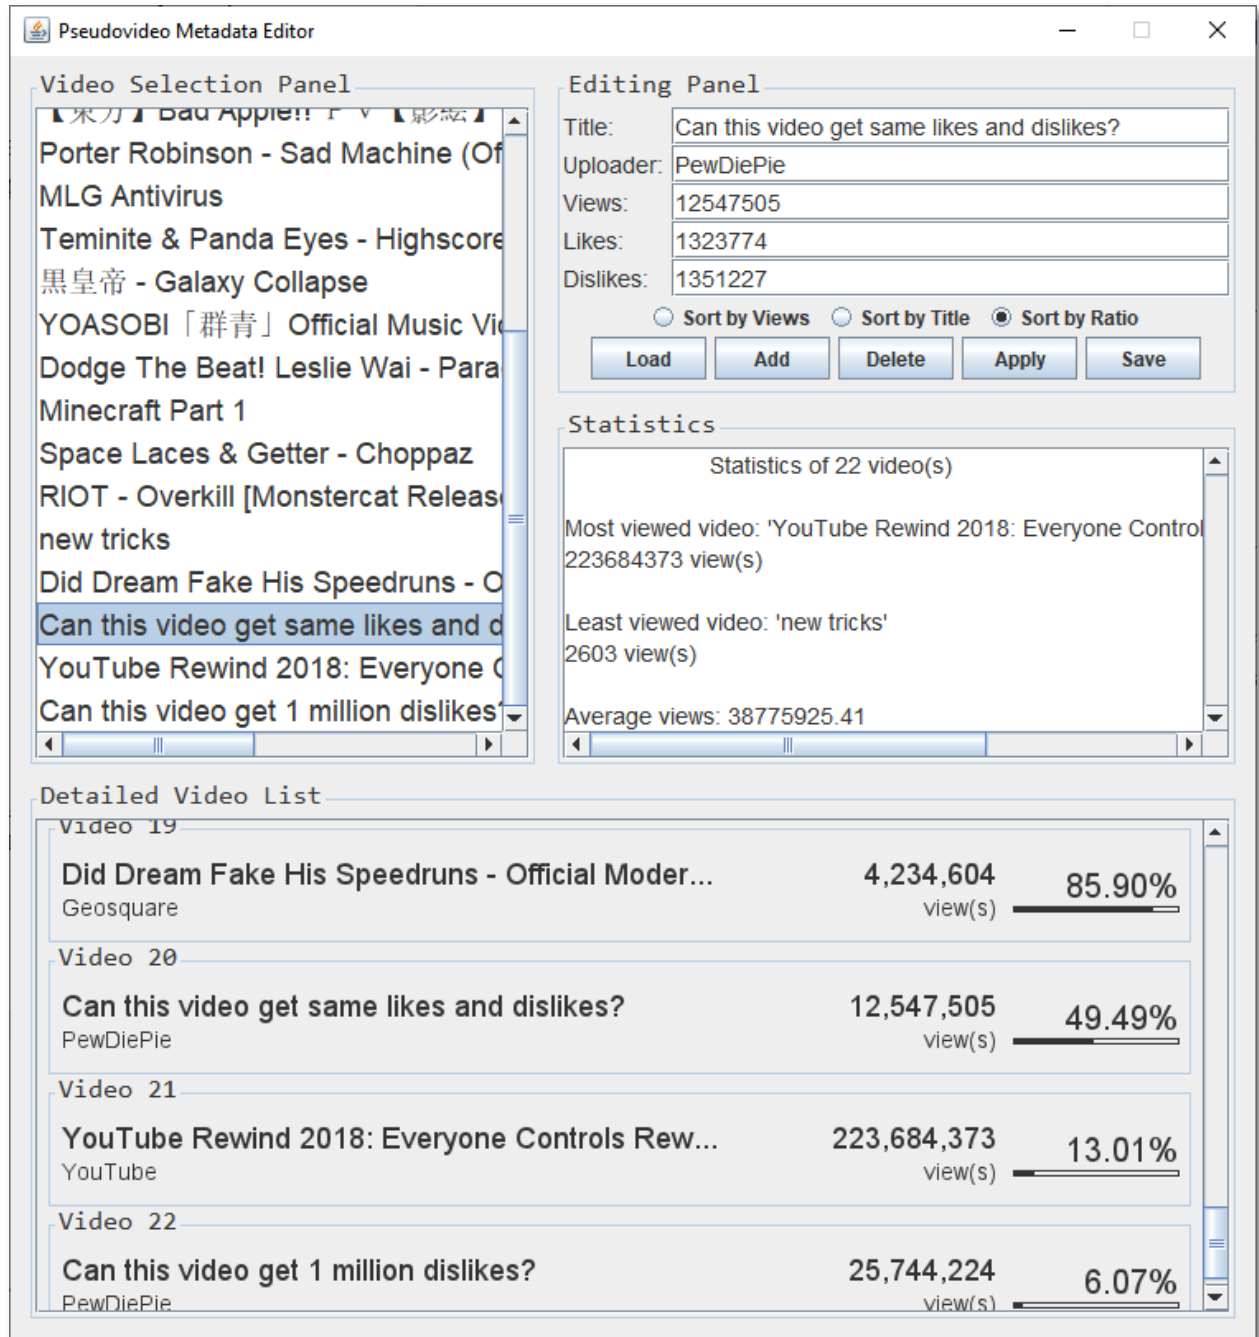 Pseudovideo Metadata Editor
Video Selection Panel
【東方】Bad Apple!! ＰＶ【影絵】
Porter Robinson - Sad Machine (Of
MLG Antivirus
Teminite & Panda Eyes - Highscore
黒皇帝 - Galaxy Collapse
YOASOBI「群青」Official Music Vid
Dodge The Beat! Leslie Wai - Para
Minecraft Part 1
Space Laces & Getter - Choppaz
RIOT - Overkill [Monstercat Releas
new tricks
Did Dream Fake His Speedruns - O
Can this video get same likes and d
YouTube Rewind 2018: Everyone C
Can this video get 1 million dislikes?
Editing Panel
Title: Can this video get same likes and dislikes?
Uploader: PewDiePie
Views: 12547505
Likes: 1323774
Dislikes: 1351227
Sort by Views Sort by Title Sort by Ratio
Load Add Delete Apply Save
Statistics
Statistics of 22 video(s)
Most viewed video: 'YouTube Rewind 2018: Everyone Control
223684373 view(s)
Least viewed video: 'new tricks'
2603 view(s)
Average views: 38775925.41
Detailed Video List
Video 19
Did Dream Fake His Speedruns - Official Moder... 4,234,604 85.90%
Geosquare view(s)
Video 20
Can this video get same likes and dislikes? 12,547,505 49.49%
PewDiePie view(s)
Video 21
YouTube Rewind 2018: Everyone Controls Rew... 223,684,373 13.01%
YouTube view(s)
Video 22
Can this video get 1 million dislikes? 25,744,224 6.07%
PewDiePie view(s)